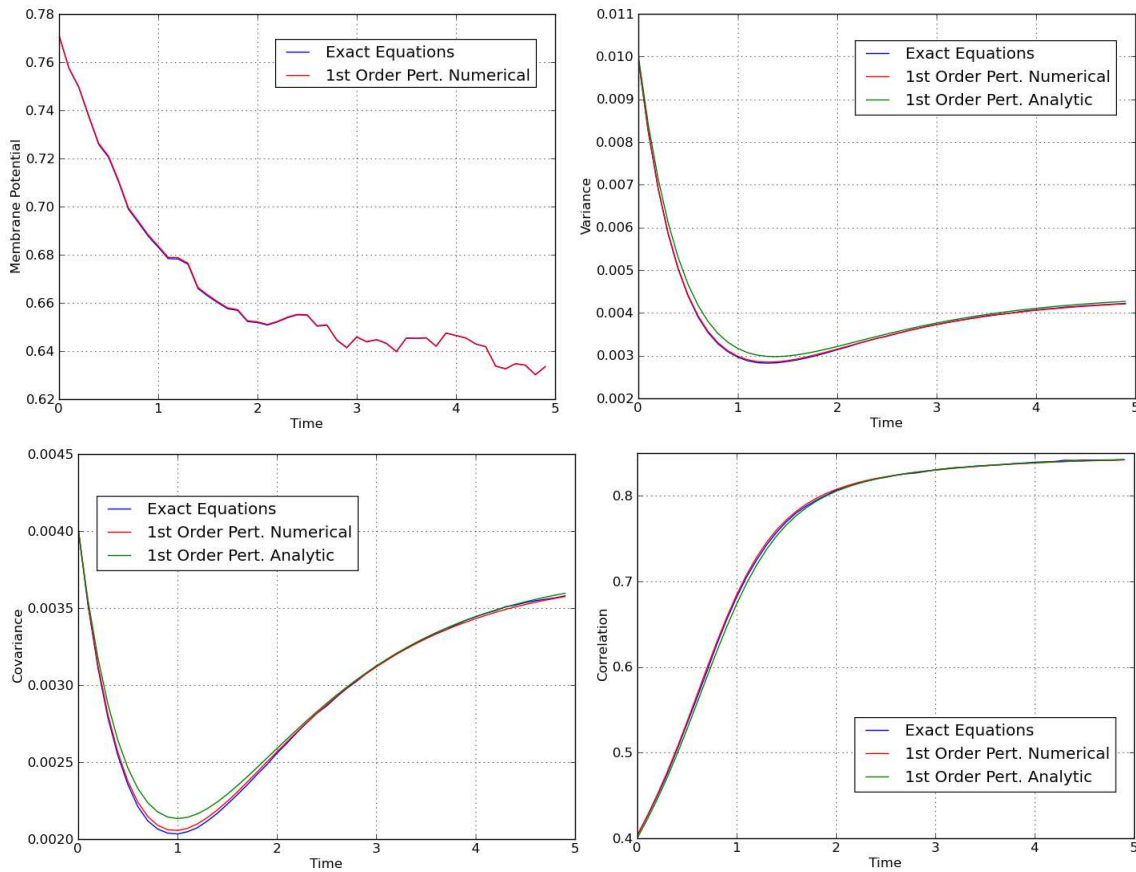 0.78
0.76
0.74
0.72
0.70
0.68
0.66
0.64
0.62
Membrane Potential
Exact Equations
1st Order Pert. Numerical
0
1
2
3
4
5
Time
0.011
0.010
0.009
0.008
0.007
0.006
0.005
0.004
0.003
0.002
Variance
Exact Equations
1st Order Pert. Numerical
1st Order Pert. Analytic
0
1
2
3
4
5
Time
0.0045
0.0040
0.0035
0.0030
0.0025
0.0020
Covariance
Exact Equations
1st Order Pert. Numerical
1st Order Pert. Analytic
0
1
2
3
4
5
Time
0.8
0.7
0.6
0.5
0.4
Correlation
Exact Equations
1st Order Pert. Numerical
1st Order Pert. Analytic
0
1
2
3
4
5
Time